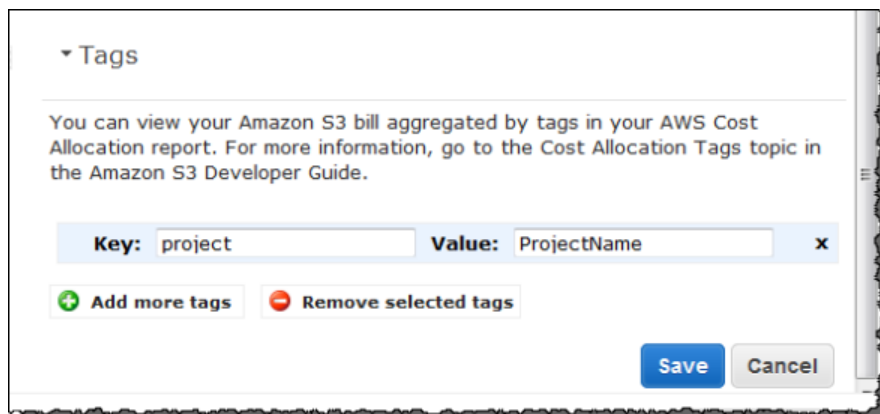 Tags
You can view your Amazon S3 bill aggregated by tags in your AWS Cost
Allocation report. For more information, go to the Cost Allocation Tags topic in
the Amazon S3 Developer Guide.
Key: project Value: ProjectName x
Add more tags Remove selected tags
Save Cancel